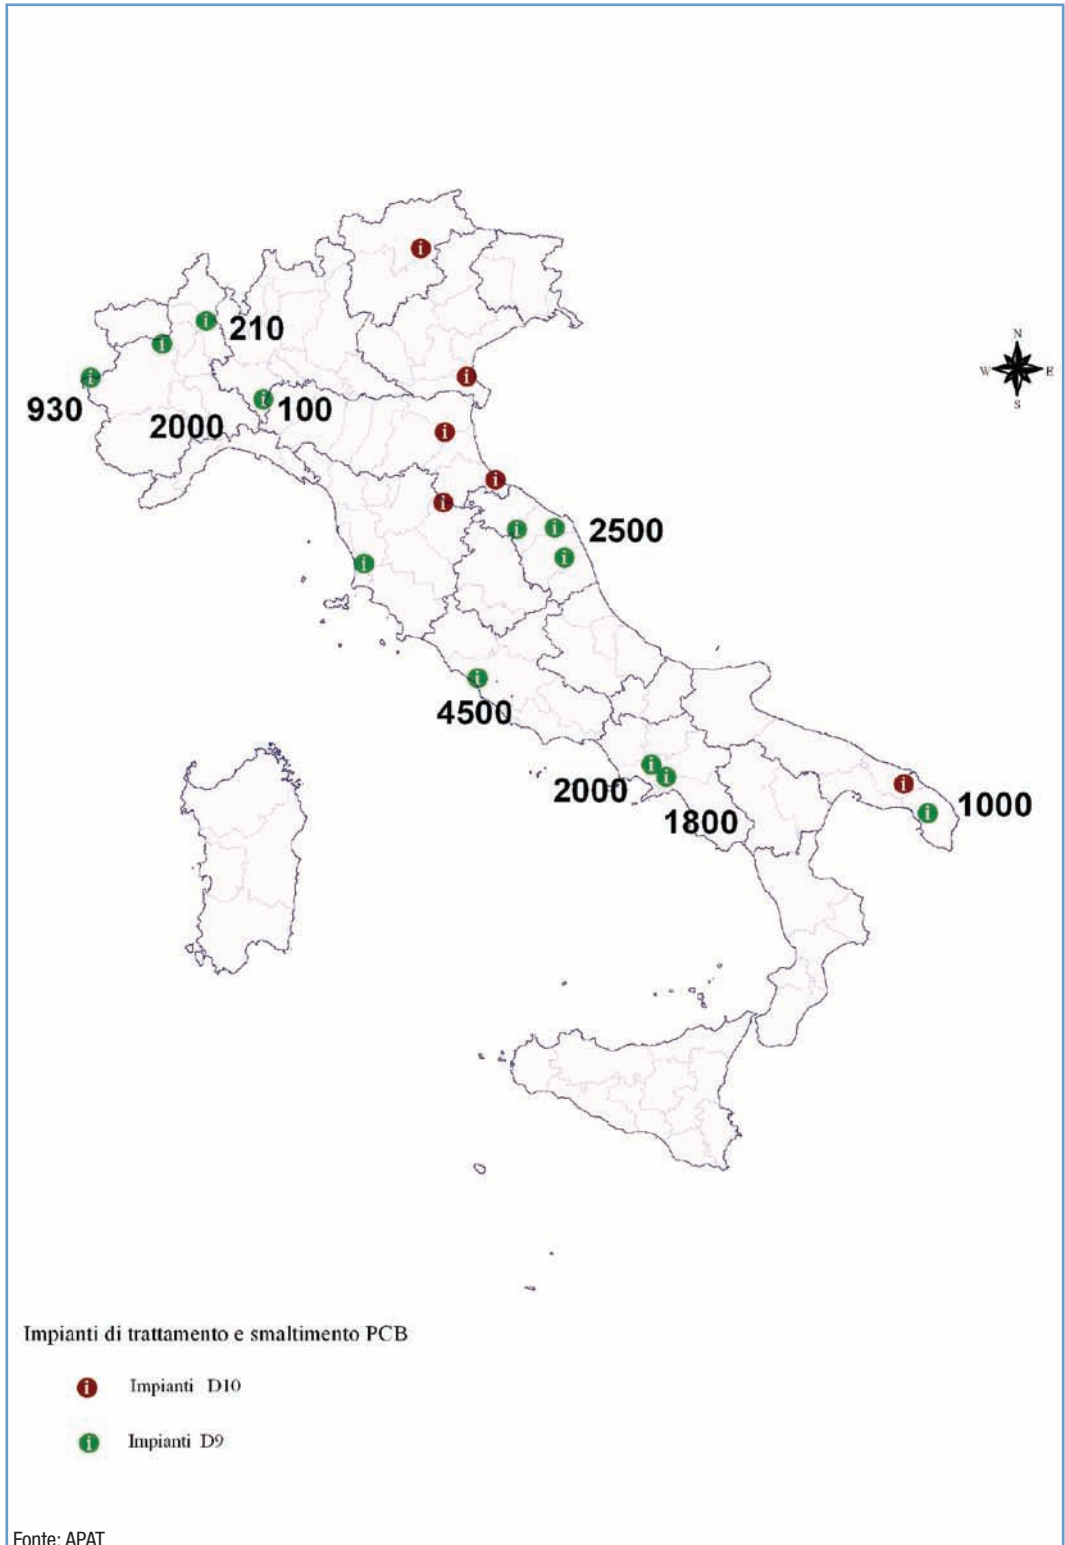 N
W E
S
210
930
2000
100
2500
4500
2000
1800
1000
Impianti di trattamento e smaltimento PCB
i Impianti D10
i Impianti D9
Fonte: APAT